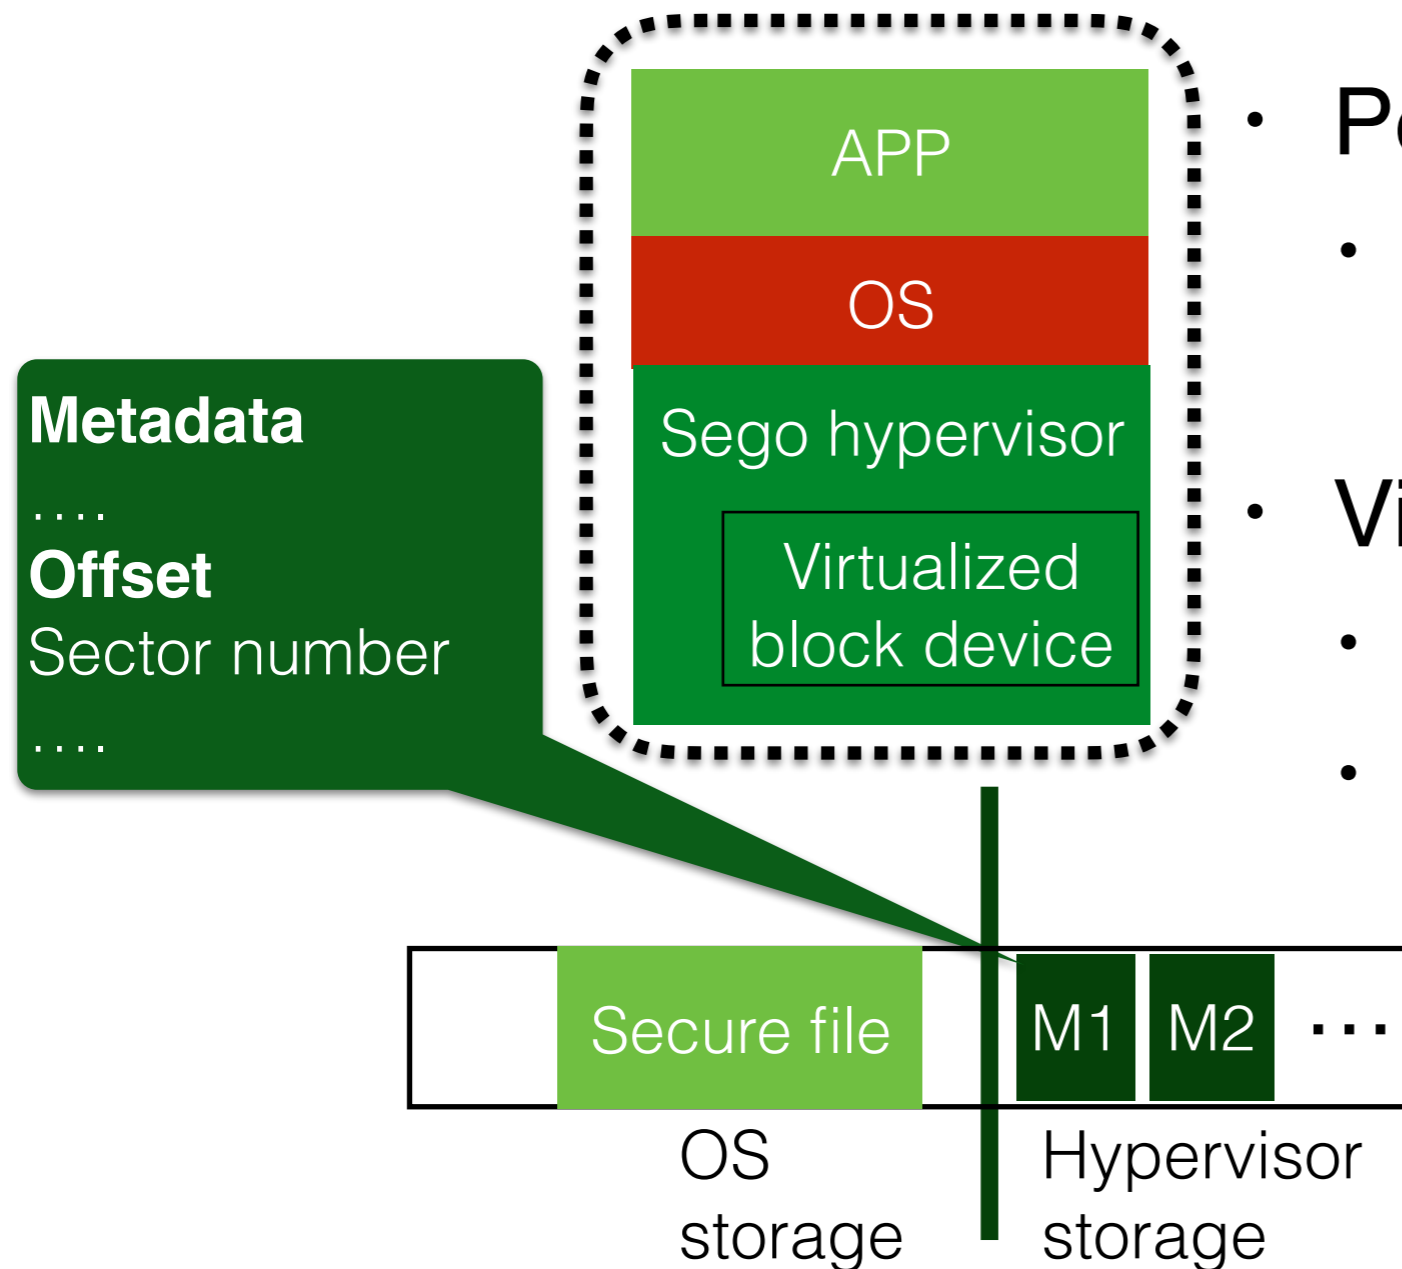 APP
OS
Sego hypervisor
Virtualized
block device
Metadata
....
Offset
Sector number
....
Secure file
M1
M2
...
OS
storage
Hypervisor
storage